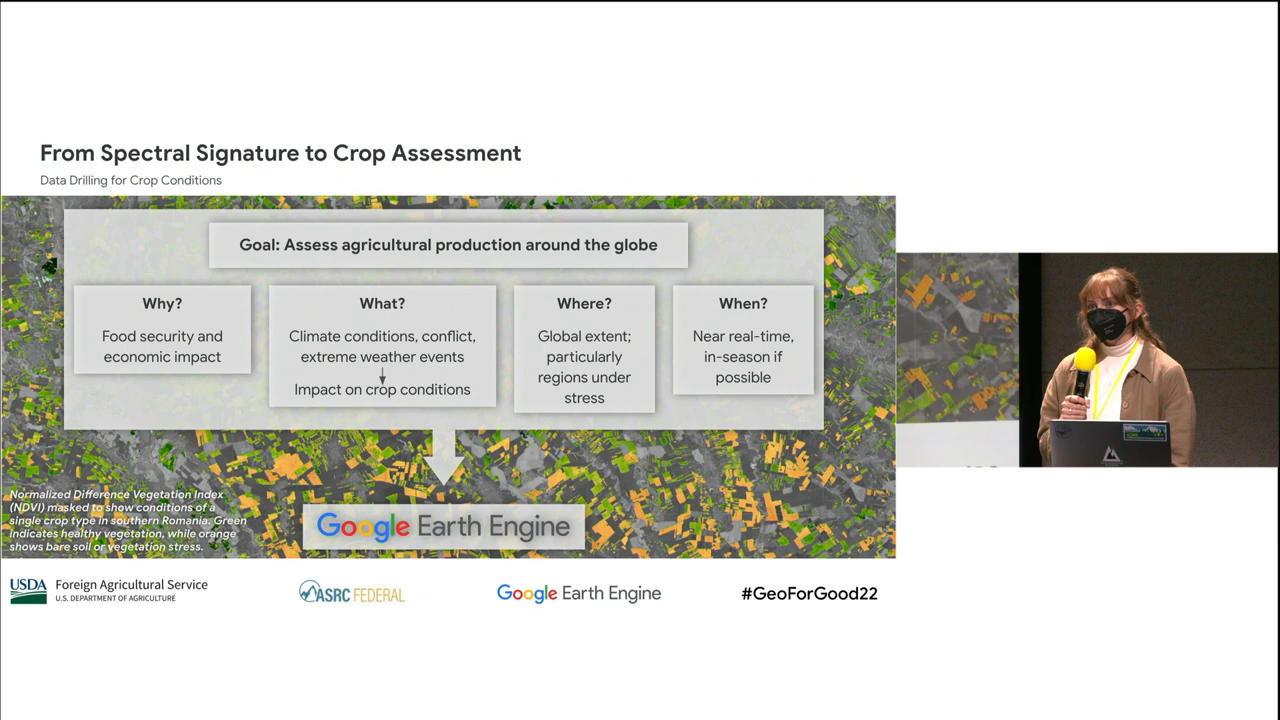 From Spectral Signature to Crop Assessment
Data Drilling for Crop Conditions
Goal: Assess agricultural production around the globe
Why?
Food security and
economic impact
What?
Climate conditions, conflict,
extreme weather events
Impact on crop conditions
Where?
Global extent;
particularly
regions under
stress
When?
Near real-time,
in-season if
possible
Normalized Difference Vegetation Index
(NDVI) masked to show conditions of a
single crop type in southern Romania. Green
indicates healthy vegetation, while orange
shows bare soil or vegetation stress.
Google Earth Engine
USDA
Foreign Agricultural Service
U.S. DEPARTMENT OF AGRICULTURE
ASRC FEDERAL
Google Earth Engine
#GeoForGood22